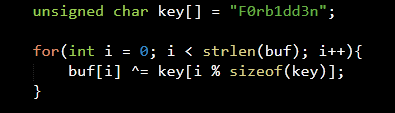 unsigned char key[] = "F0rb1dd3n";
for(int i = 0; i < strlen(buf); i++){
    buf[i] ^= key[i % sizeof(key)];
}